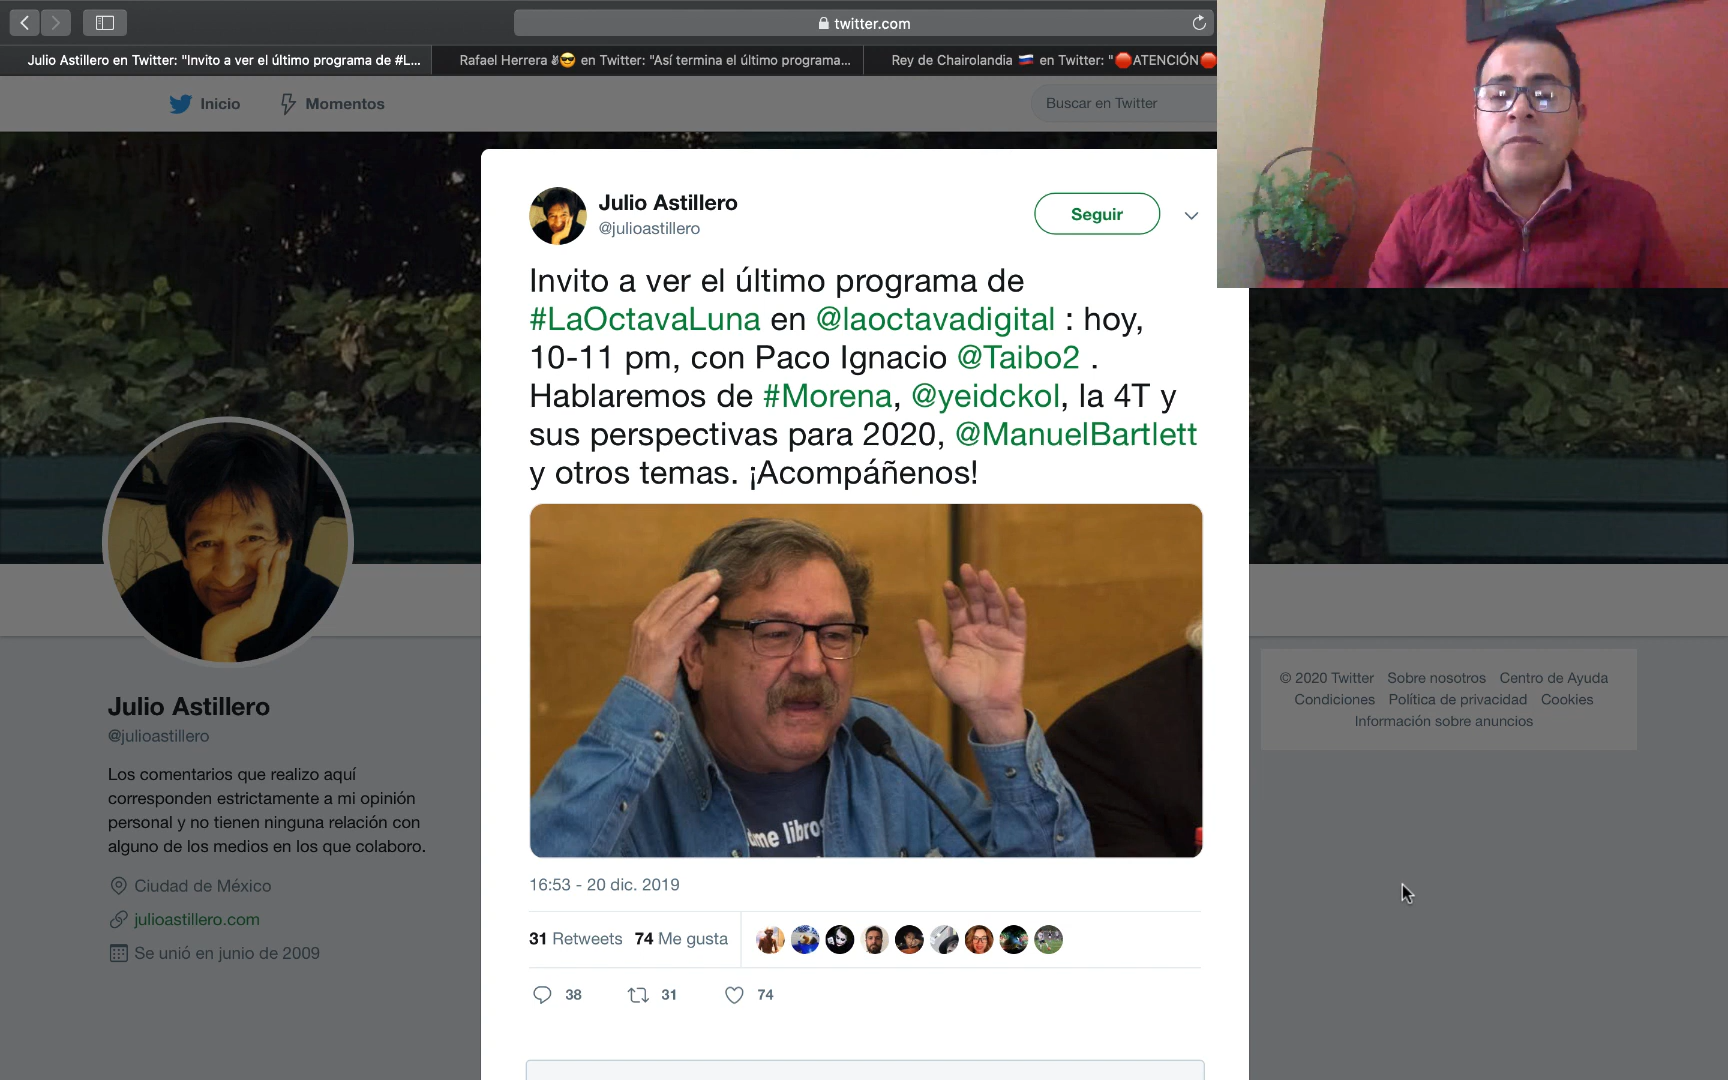 twitter.com
Julio Astillero en Twitter: "Invito a ver el último programa de #L...
Rafael Herrera ✌😎 en Twitter: "Así termina el último programa...
Rey de Chairolandia 🇷🇺 en Twitter: "🛑ATENCIÓN🛑
Inicio
Momentos
Buscar en Twitter
Julio Astillero
@julioastillero
Seguir
Invito a ver el último programa de
#LaOctavaLuna en @laoctavadigital : hoy,
10-11 pm, con Paco Ignacio @Taibo2 .
Hablaremos de #Morena, @yeidckol, la 4T y
sus perspectivas para 2020, @ManuelBartlett
y otros temas. ¡Acompáñenos!
me libros
16:53 - 20 dic. 2019
31 Retweets 74 Me gusta
38 31 74
Julio Astillero
@julioastillero
Los comentarios que realizo aquí
corresponden estrictamente a mi opinión
personal y no tienen ninguna relación con
alguno de los medios en los que colaboro.
Ciudad de México
julioastillero.com
Se unió en junio de 2009
© 2020 Twitter Sobre nosotros Centro de Ayuda
Condiciones Política de privacidad Cookies
Información sobre anuncios